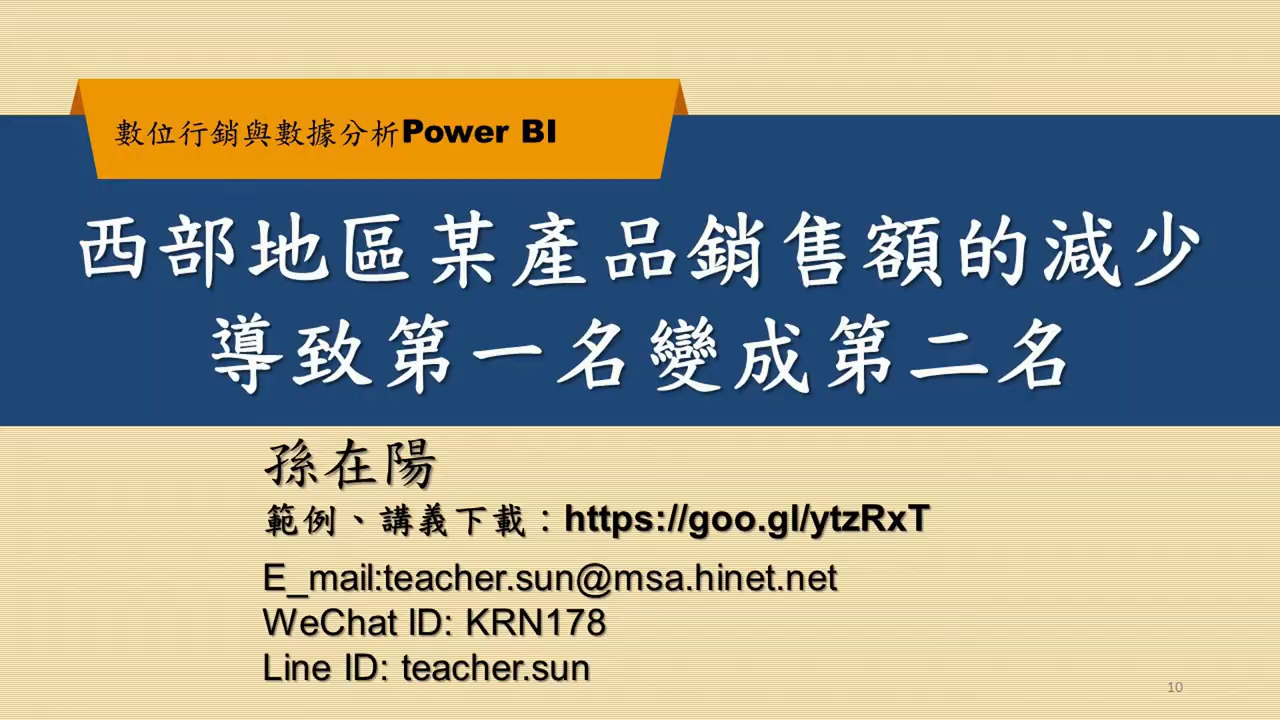 數位行銷與數據分析Power BI
西部地區某產品銷售額的減少
導致第一名變成第二名
孫在陽
範例、講義下載：https://goo.gl/ytzRxT
E_mail:teacher.sun@msa.hinet.net
WeChat ID: KRN178
Line ID: teacher.sun
10